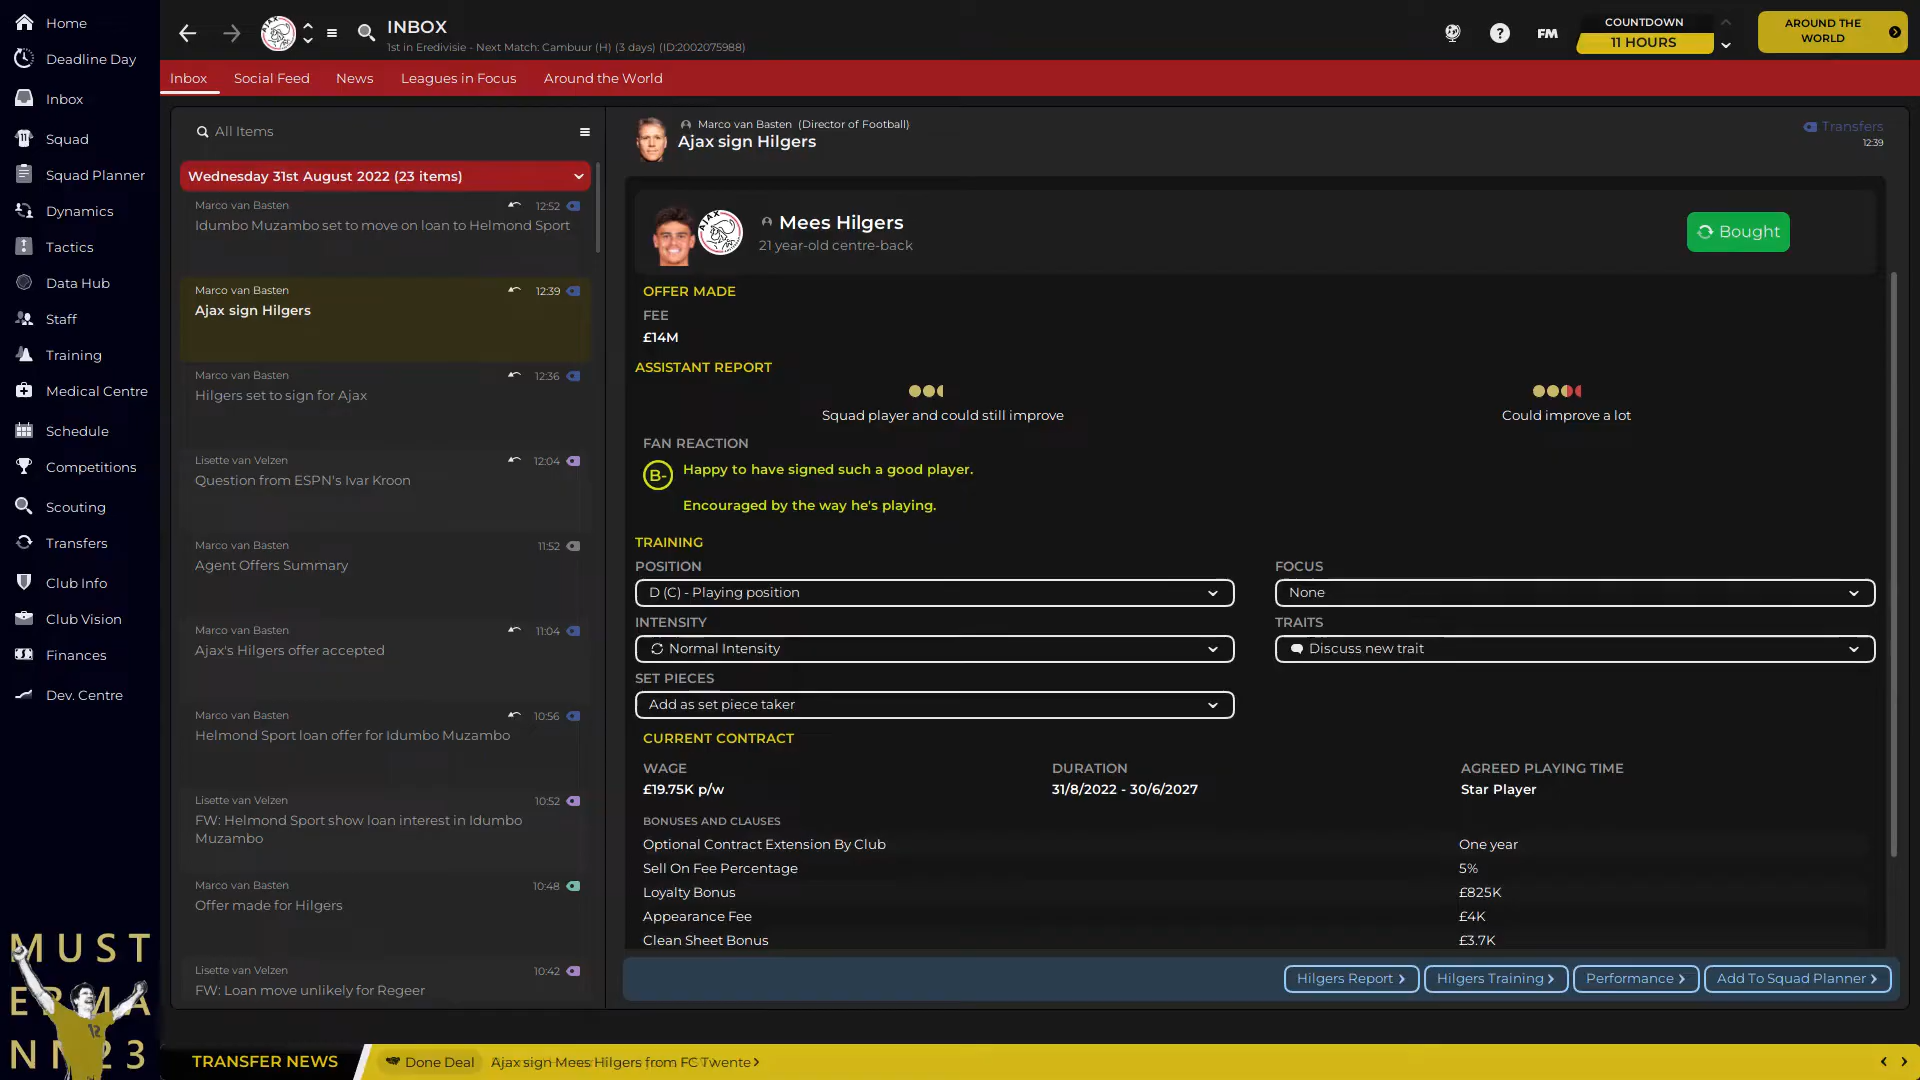 Home
Deadline Day
Inbox
Squad
Squad Planner
Dynamics
Tactics
Data Hub
Staff
Training
Medical Centre
Schedule
Competitions
Scouting
Transfers
Club Info
Club Vision
Finances
Dev. Centre
MUST
ERMA
NN23
INBOX
1st in Eredivisie - Next Match: Cambuur (H) (3 days) (ID:2002075988)
FM
COUNTDOWN
11 HOURS
AROUND THE
WORLD
Inbox
Social Feed
News
Leagues in Focus
Around the World
All Items
Wednesday 31st August 2022 (23 items)
Marco van Basten
12:52
Idumbo Muzambo set to move on loan to Helmond Sport
Marco van Basten
12:39
Ajax sign Hilgers
Marco van Basten
12:36
Hilgers set to sign for Ajax
Lisette van Velzen
12:04
Question from ESPN's Ivar Kroon
Marco van Basten
11:52
Agent Offers Summary
Marco van Basten
11:04
Ajax's Hilgers offer accepted
Marco van Basten
10:56
Helmond Sport loan offer for Idumbo Muzambo
Lisette van Velzen
10:52
FW: Helmond Sport show loan interest in Idumbo
Muzambo
Marco van Basten
10:48
Offer made for Hilgers
Lisette van Velzen
10:42
FW: Loan move unlikely for Regeer
Marco van Basten (Director of Football)
Ajax sign Hilgers
Transfers
12:39
AJAX
Mees Hilgers
21 year-old centre-back
Bought
OFFER MADE
FEE
£14M
ASSISTANT REPORT
Squad player and could still improve
Could improve a lot
FAN REACTION
B-
Happy to have signed such a good player.
Encouraged by the way he's playing.
TRAINING
POSITION
D (C) - Playing position
FOCUS
None
INTENSITY
Normal Intensity
TRAITS
Discuss new trait
SET PIECES
Add as set piece taker
CURRENT CONTRACT
WAGE
£19.75K p/w
DURATION
31/8/2022 - 30/6/2027
AGREED PLAYING TIME
Star Player
BONUSES AND CLAUSES
Optional Contract Extension By Club
One year
Sell On Fee Percentage
5%
Loyalty Bonus
£825K
Appearance Fee
£4K
Clean Sheet Bonus
£3.7K
Hilgers Report
Hilgers Training
Performance
Add To Squad Planner
TRANSFER NEWS
Done Deal
Ajax sign Mees Hilgers from FC Twente